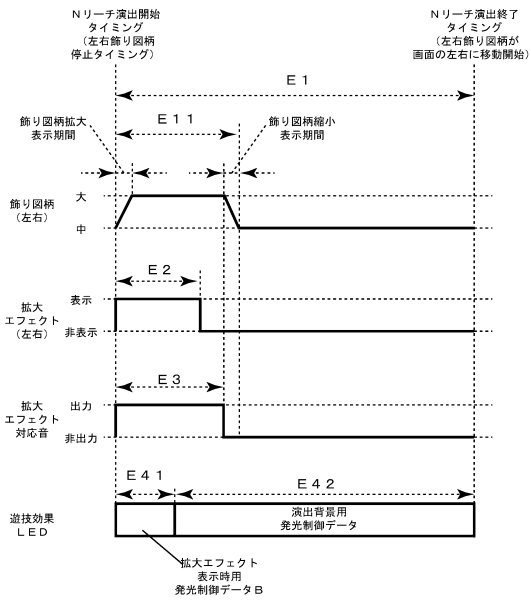 Nリーチ演出開始
タイミング
(左右飾り図柄
停止タイミング)
Nリーチ演出終了
タイミング
(左右飾り図柄が
画面の左右に移動開始)
E1
E11
飾り図柄拡大
表示期間
飾り図柄縮小
表示期間
飾り図柄
(左右)
大
中
E2
拡大
エフェクト
(左右)
表示
非表示
E3
拡大
エフェクト
対応音
出力
非出力
E41
E42
遊技効果
LED
演出背景用
発光制御データ
拡大エフェクト
表示時用
発光制御データB